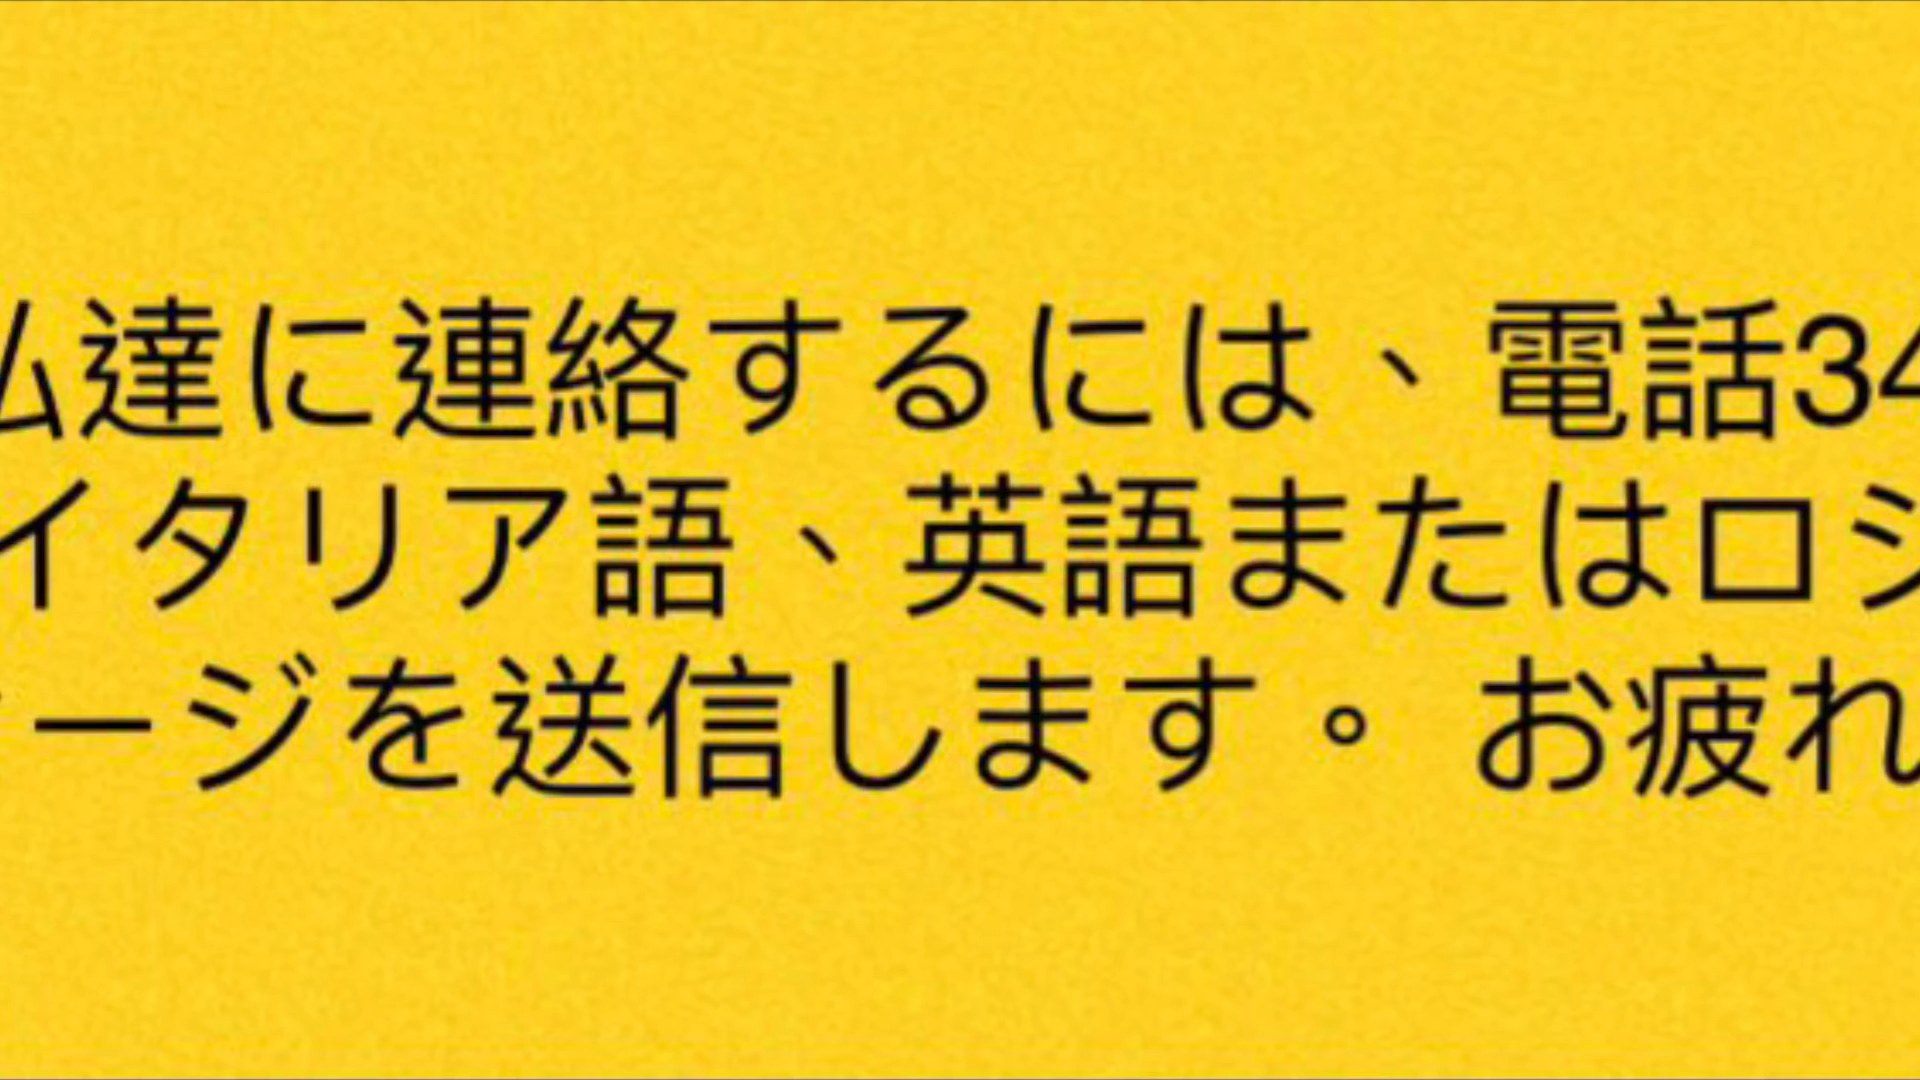 私達に連絡するには、電話34
イタリア語、英語またはロシ
ージを送信します。 お疲れ